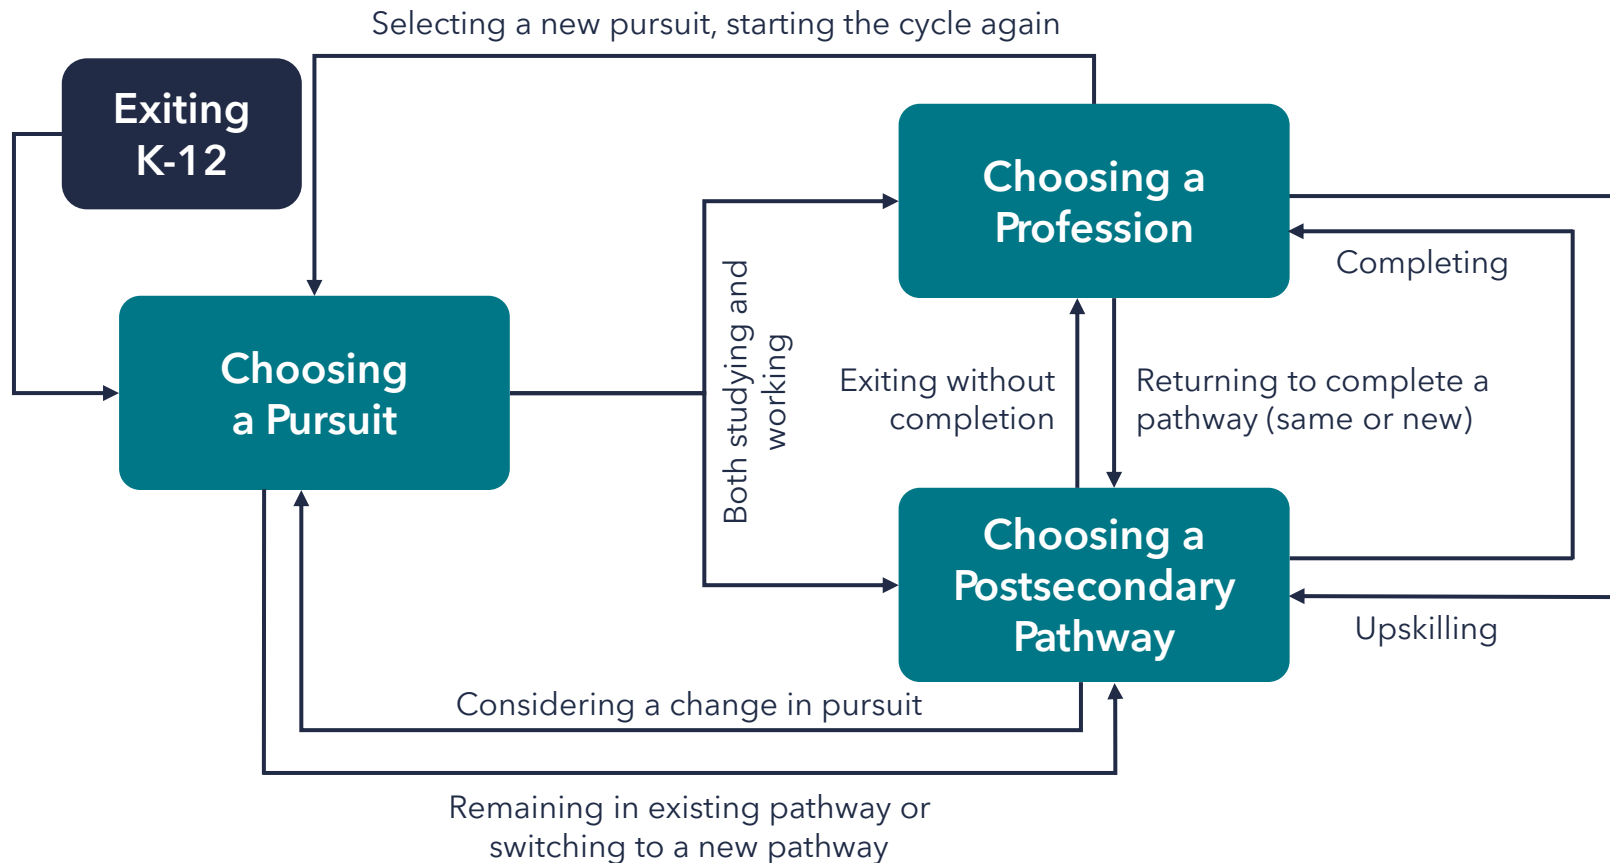 Selecting a new pursuit, starting the cycle again
Exiting
K-12
Choosing a
Profession
Completing
Choosing
a Pursuit
Both studying and
working
Exiting without
completion
Returning to complete a
pathway (same or new)
Choosing a
Postsecondary
Pathway
Upskilling
Considering a change in pursuit
Remaining in existing pathway or
switching to a new pathway